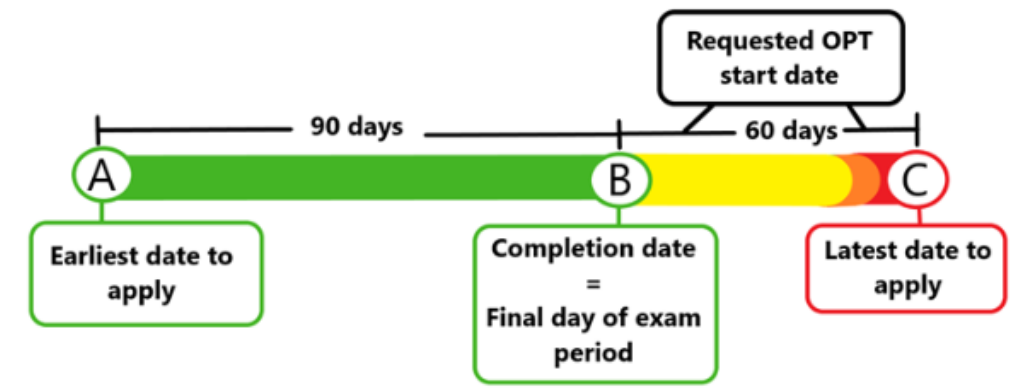 Requested OPT
start date
90 days
60 days
A
B
C
Earliest date to
apply
Completion date
=
Final day of exam
period
Latest date to
apply